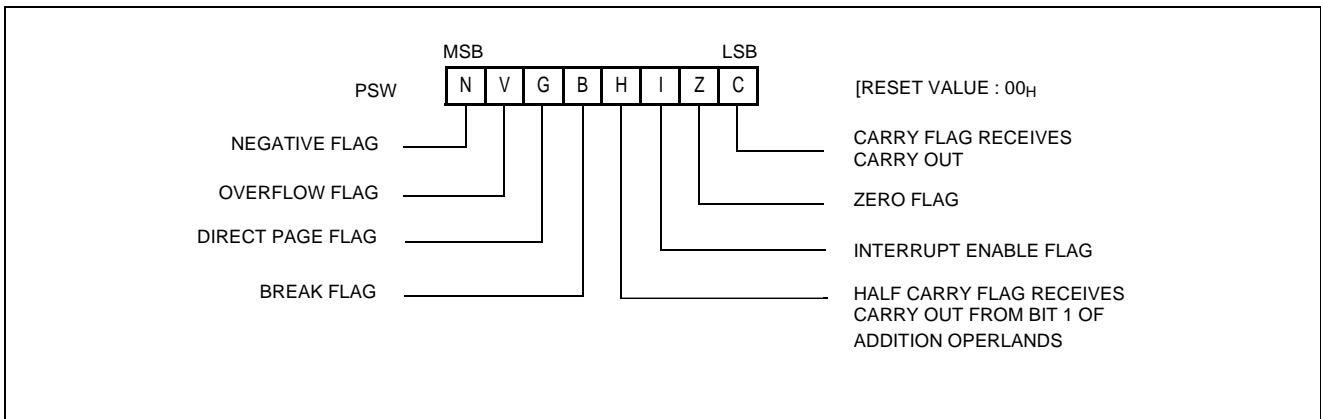 MSB LSB
PSW N V G B H I Z C [RESET VALUE : 00H
NEGATIVE FLAG
CARRY FLAG RECEIVES
CARRY OUT
OVERFLOW FLAG
ZERO FLAG
DIRECT PAGE FLAG
INTERRUPT ENABLE FLAG
BREAK FLAG
HALF CARRY FLAG RECEIVES
CARRY OUT FROM BIT 1 OF
ADDITION OPERLANDS